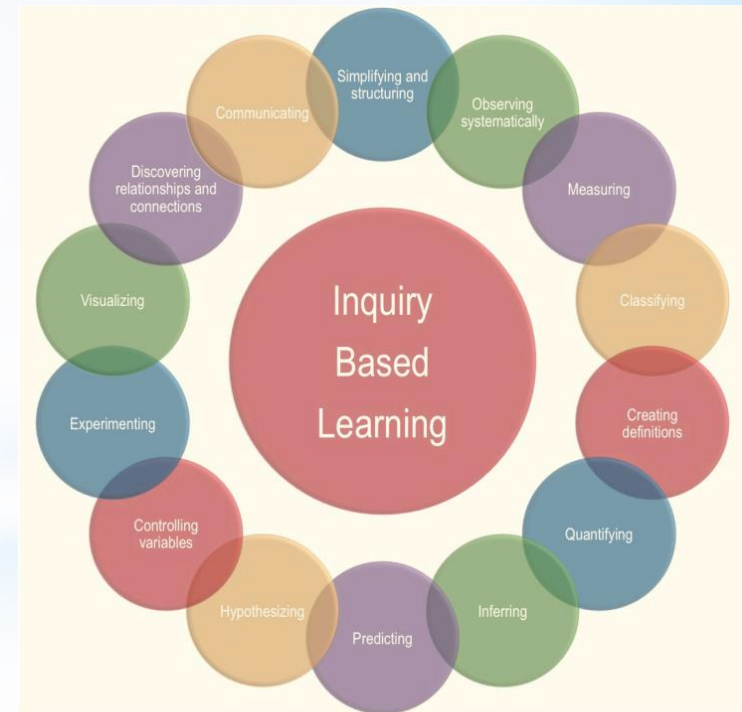 Simplifying and
structuring
Observing
systematically
Measuring
Classifying
Creating
definitions
Quantifying
Inferring
Predicting
Hypothesizing
Controlling
variables
Experimenting
Visualizing
Discovering
relationships and
connections
Communicating
Inquiry
Based
Learning